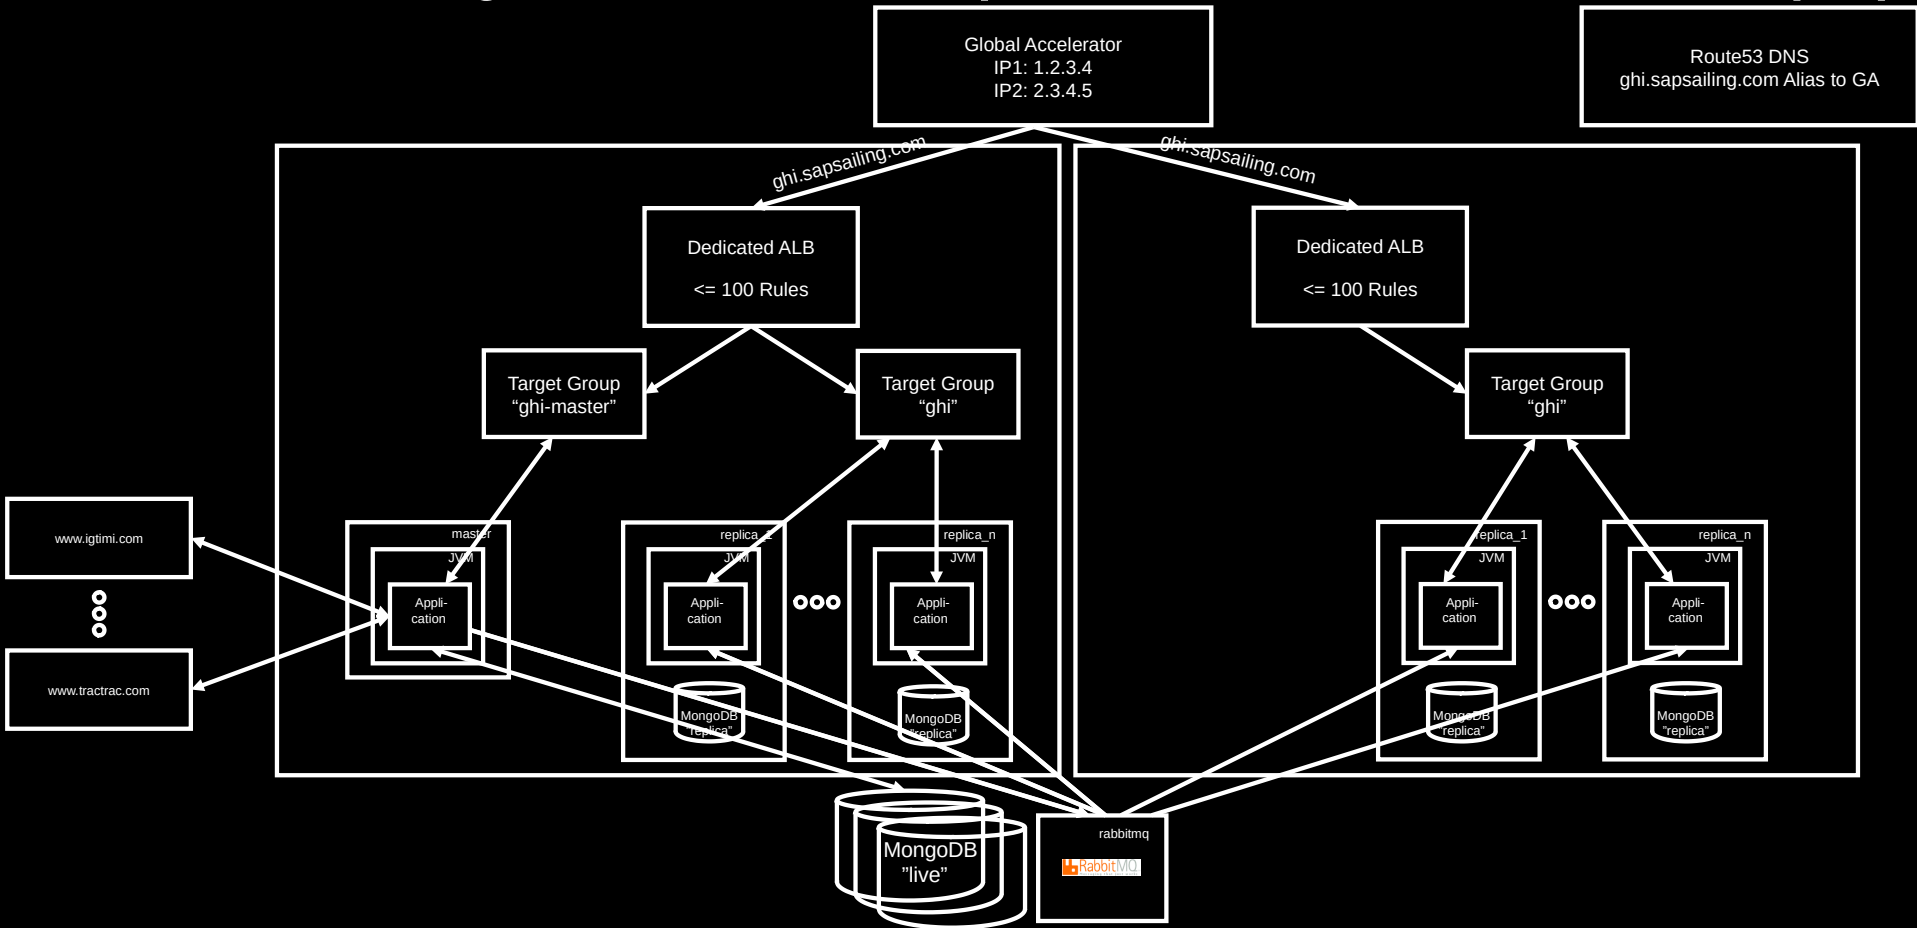 Global Accelerator
IP1: 1.2.3.4
IP2: 2.3.4.5
Route53 DNS
ghi.sapsailing.com Alias to GA
ghi.sapsailing.com
ghi.sapsailing.com
Dedicated ALB
<= 100 Rules
Dedicated ALB
<= 100 Rules
Target Group
“ghi-master”
Target Group
“ghi”
Target Group
“ghi”
www.igtimi.com
www.tractrac.com
master
JVM
Appli-
cation
replica_1
JVM
Appli-
cation
MongoDB
”replica”
replica_n
JVM
Appli-
cation
MongoDB
”replica”
replica_1
JVM
Appli-
cation
MongoDB
”replica”
replica_n
JVM
Appli-
cation
MongoDB
”replica”
MongoDB
”live”
rabbitmq
RabbitMQ